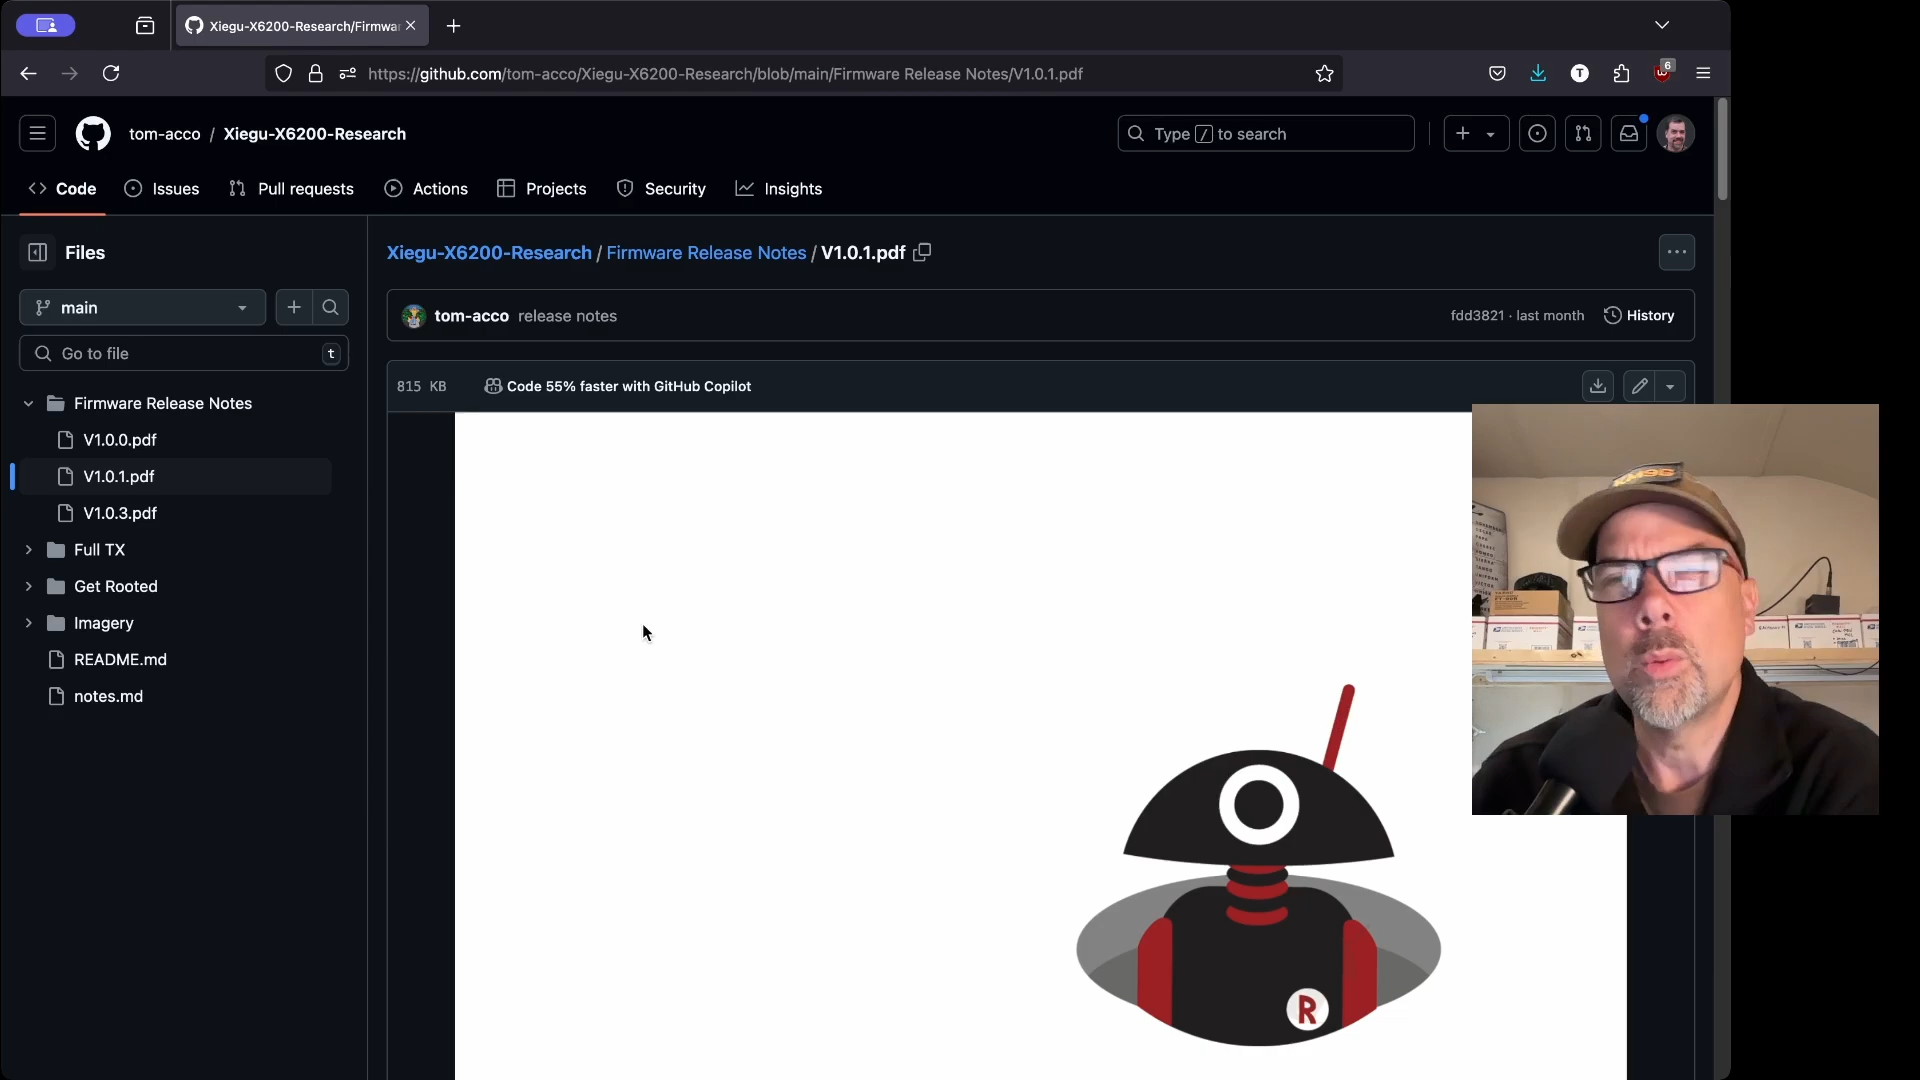 Xiegu-X6200-Research/Firmwa
https://github.com/tom-acco/Xiegu-X6200-Research/blob/main/Firmware Release Notes/V1.0.1.pdf
T
6
tom-acco / Xiegu-X6200-Research
Type / to search
Code
Issues
Pull requests
Actions
Projects
Security
Insights
Files
Xiegu-X6200-Research / Firmware Release Notes / V1.0.1.pdf
main
tom-acco release notes
fdd3821 · last month
History
Go to file
t
815 KB
Code 55% faster with GitHub Copilot
Firmware Release Notes
V1.0.0.pdf
V1.0.1.pdf
V1.0.3.pdf
Full TX
Get Rooted
Imagery
README.md
notes.md
R